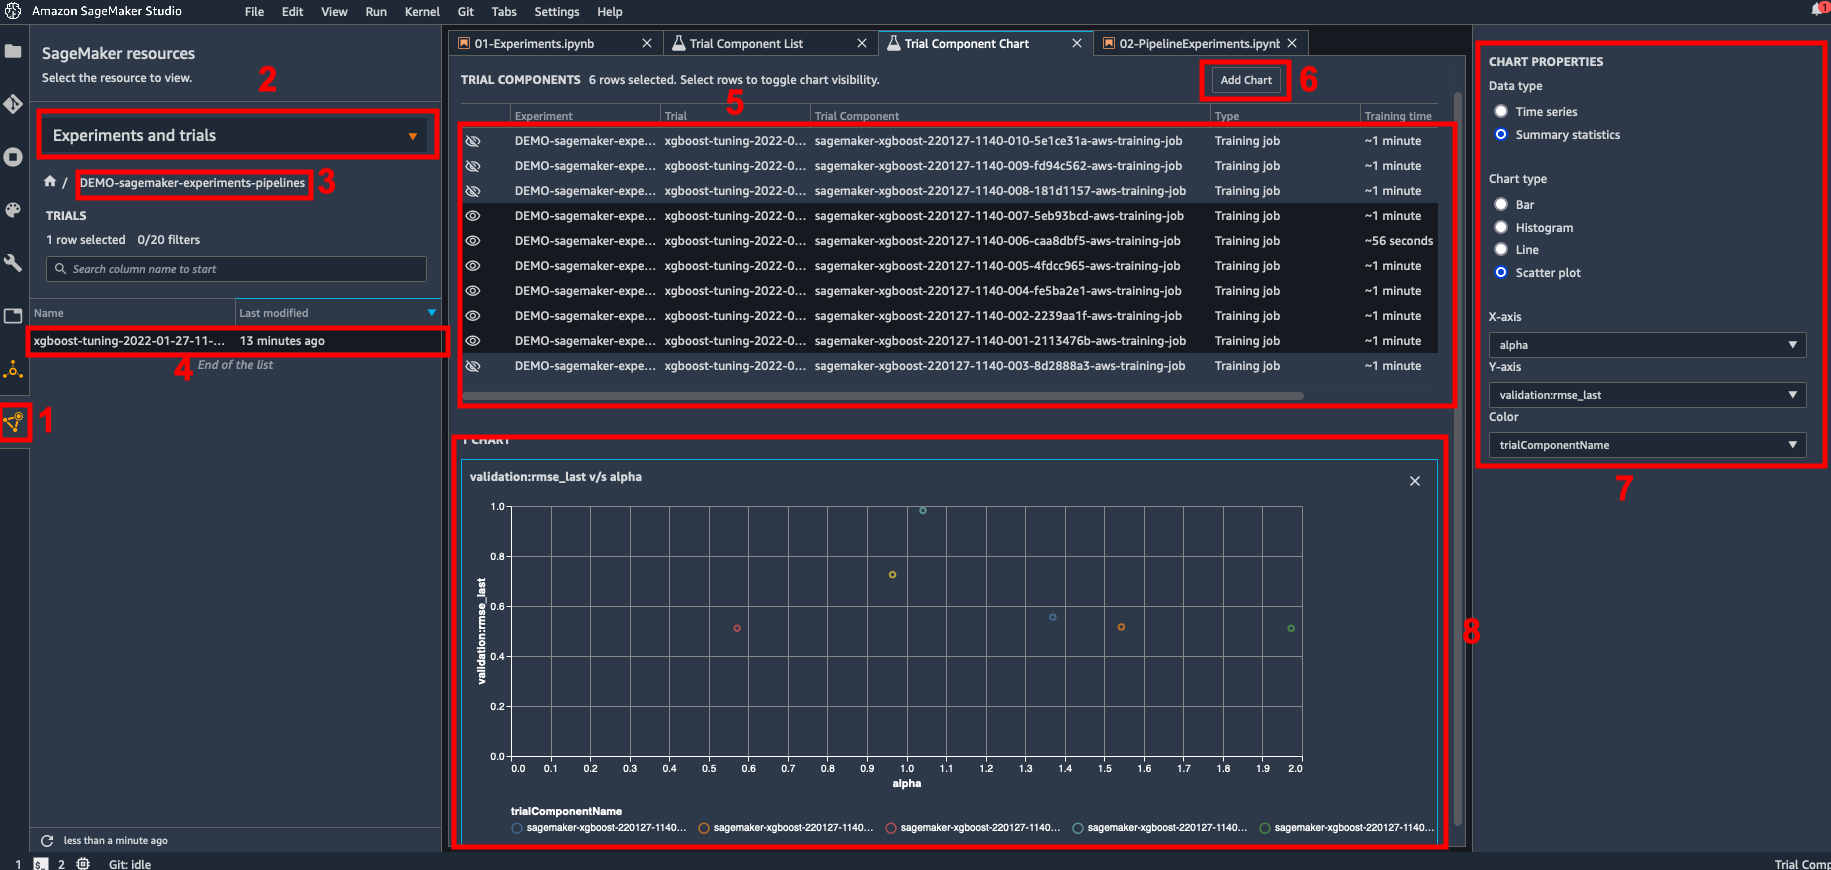 Amazon SageMaker Studio File Edit View Run Kernel Git Tabs Settings Help 1
SageMaker resources
Select the resource to view.
2
Experiments and trials
/ DEMO-sagemaker-experiments-pipelines 3
TRIALS
1 row selected 0/20 filters
Search column name to start
Name Last modified
xgboost-tuning-2022-01-27-11-... 13 minutes ago
4 End of the list
1
less than a minute ago
01-Experiments.ipynb Trial Component List Trial Component Chart 02-PipelineExperiments.ipynb
TRIAL COMPONENTS 6 rows selected. Select rows to toggle chart visibility. Add Chart 6
5
Experiment Trial Trial Component Type Training time
DEMO-sagemaker-expe... xgboost-tuning-2022-0... sagemaker-xgboost-220127-1140-010-5e1ce31a-aws-training-job Training job ~1 minute
DEMO-sagemaker-expe... xgboost-tuning-2022-0... sagemaker-xgboost-220127-1140-009-fd94c562-aws-training-job Training job ~1 minute
DEMO-sagemaker-expe... xgboost-tuning-2022-0... sagemaker-xgboost-220127-1140-008-181d1157-aws-training-job Training job ~1 minute
DEMO-sagemaker-expe... xgboost-tuning-2022-0... sagemaker-xgboost-220127-1140-007-5eb93bcd-aws-training-job Training job ~1 minute
DEMO-sagemaker-expe... xgboost-tuning-2022-0... sagemaker-xgboost-220127-1140-006-caa8dbf5-aws-training-job Training job ~56 seconds
DEMO-sagemaker-expe... xgboost-tuning-2022-0... sagemaker-xgboost-220127-1140-005-4fdcc965-aws-training-job Training job ~1 minute
DEMO-sagemaker-expe... xgboost-tuning-2022-0... sagemaker-xgboost-220127-1140-004-fe5ba2e1-aws-training-job Training job ~1 minute
DEMO-sagemaker-expe... xgboost-tuning-2022-0... sagemaker-xgboost-220127-1140-002-2239aa1f-aws-training-job Training job ~1 minute
DEMO-sagemaker-expe... xgboost-tuning-2022-0... sagemaker-xgboost-220127-1140-001-2113476b-aws-training-job Training job ~1 minute
DEMO-sagemaker-expe... xgboost-tuning-2022-0... sagemaker-xgboost-220127-1140-003-8d2888a3-aws-training-job Training job ~1 minute
1 CHART
validation:rmse_last v/s alpha
1.0
0.8
0.6
0.4
0.2
0.0
validation:rmse_last
0.0 0.1 0.2 0.3 0.4 0.5 0.6 0.7 0.8 0.9 1.0 1.1 1.2 1.3 1.4 1.5 1.6 1.7 1.8 1.9 2.0
alpha
trialComponentName
sagemaker-xgboost-220127-1140... sagemaker-xgboost-220127-1140... sagemaker-xgboost-220127-1140... sagemaker-xgboost-220127-1140... sagemaker-xgboost-220127-1140...
8
CHART PROPERTIES
Data type
Time series
Summary statistics
Chart type
Bar
Histogram
Line
Scatter plot
X-axis
alpha
Y-axis
validation:rmse_last
Color
trialComponentName
7
1 $_ 2 Git: idle Trial Comp